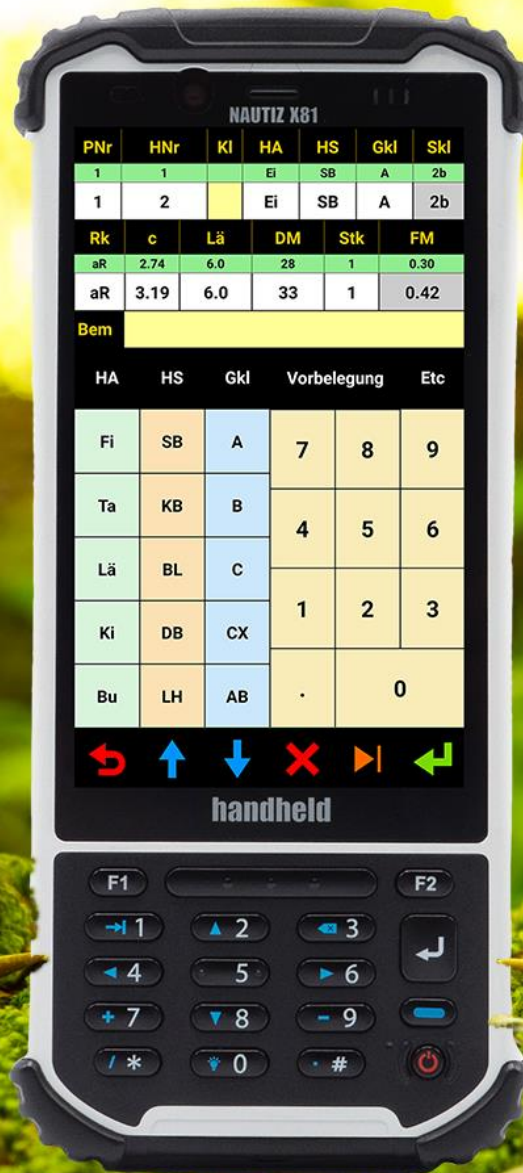 NAUTIZ X81
PNr HNr Kl HA HS Gkl Skl
1 1 Ei SB A 2b
1 2 Ei SB A 2b
Rk c Lä DM Stk FM
aR 2.74 6.0 28 1 0.30
aR 3.19 6.0 33 1 0.42
Bem
HA HS Gkl Vorbelegung Etc
Fi SB A 7 8 9
Ta KB B
4 5 6
Lä BL C
1 2 3
Ki DB CX
Bu LH AB . 0
handheld
F1 F2
1 2 3
4 5 6
+ 7 8 - 9
/ * 0 . #